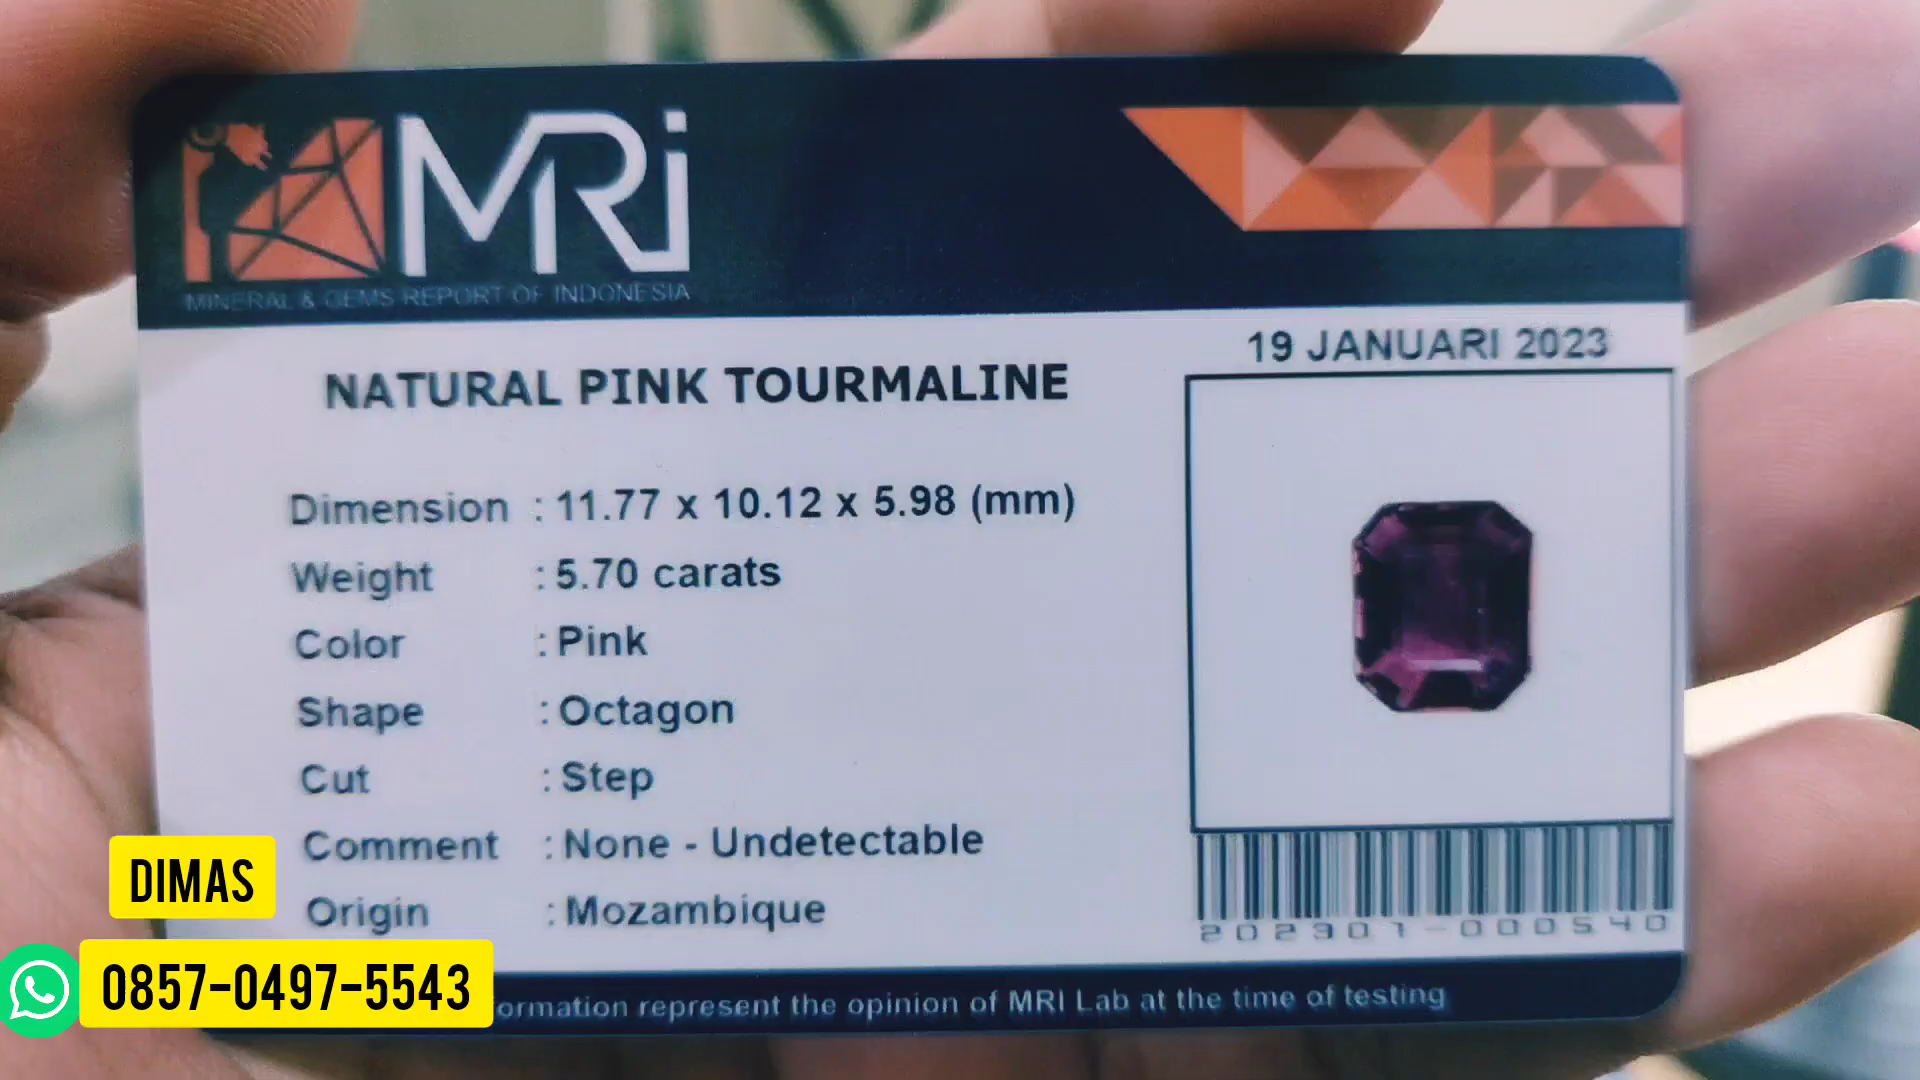 MRi
MINERAL & GEMS REPORT OF INDONESIA
19 JANUARI 2023
NATURAL PINK TOURMALINE
Dimension : 11.77 x 10.12 x 5.98 (mm)
Weight : 5.70 carats
Color : Pink
Shape : Octagon
Cut : Step
Comment : None - Undetectable
Origin : Mozambique
202301-000540
DIMAS
0857-0497-5543
ormation represent the opinion of MRI Lab at the time of testing